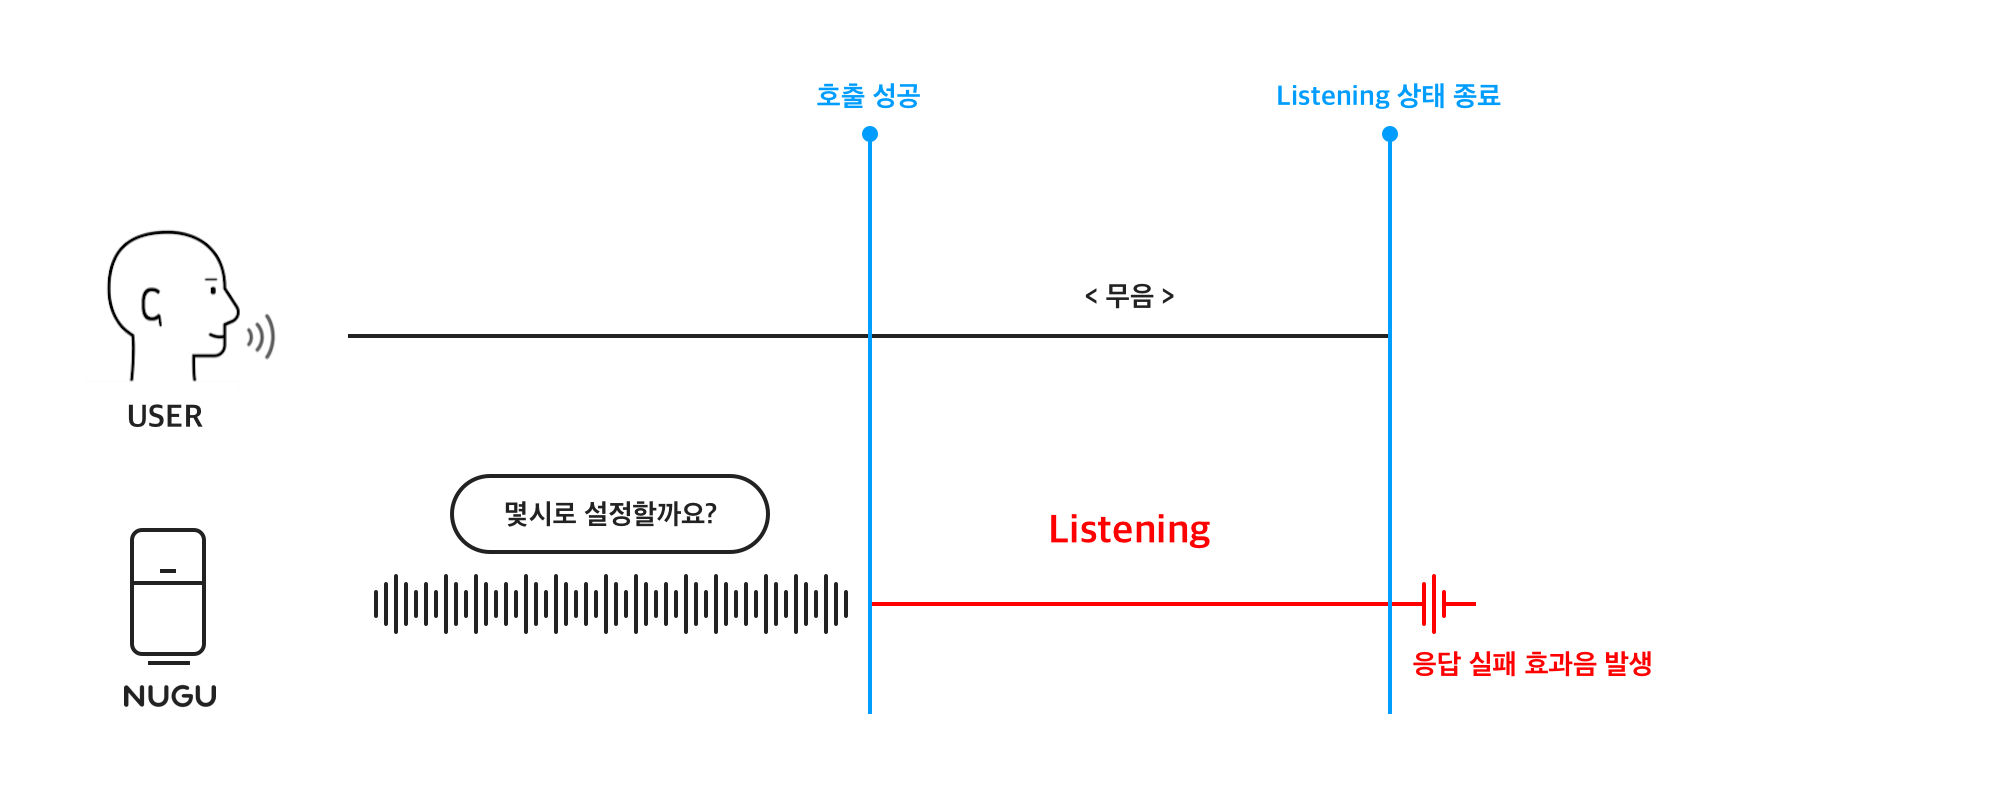 호출 성공
Listening 상태 종료
< 무음 >
USER
몇시로 설정할까요?
Listening
응답 실패 효과음 발생
NUGU